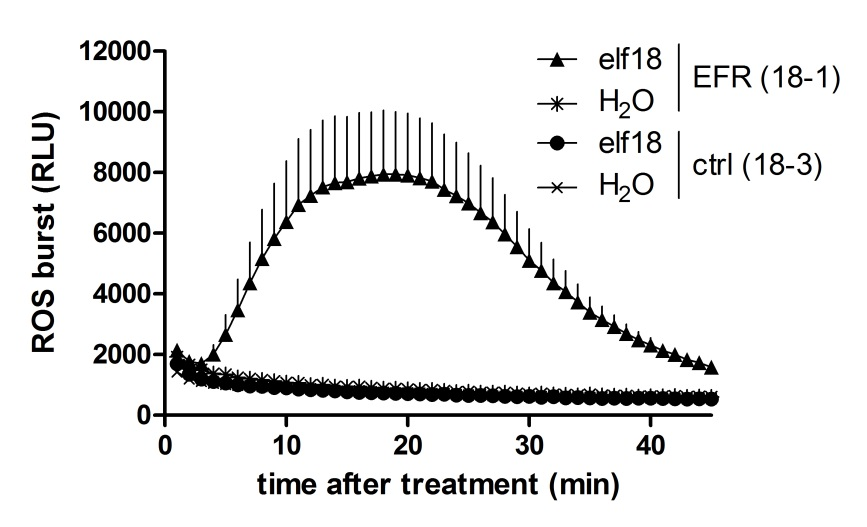 ROS burst (RLU)
12000
10000
8000
6000
4000
2000
0
0 10 20 30 40
time after treatment (min)
elf18
H₂O
EFR (18-1)
elf18
H₂O
ctrl (18-3)